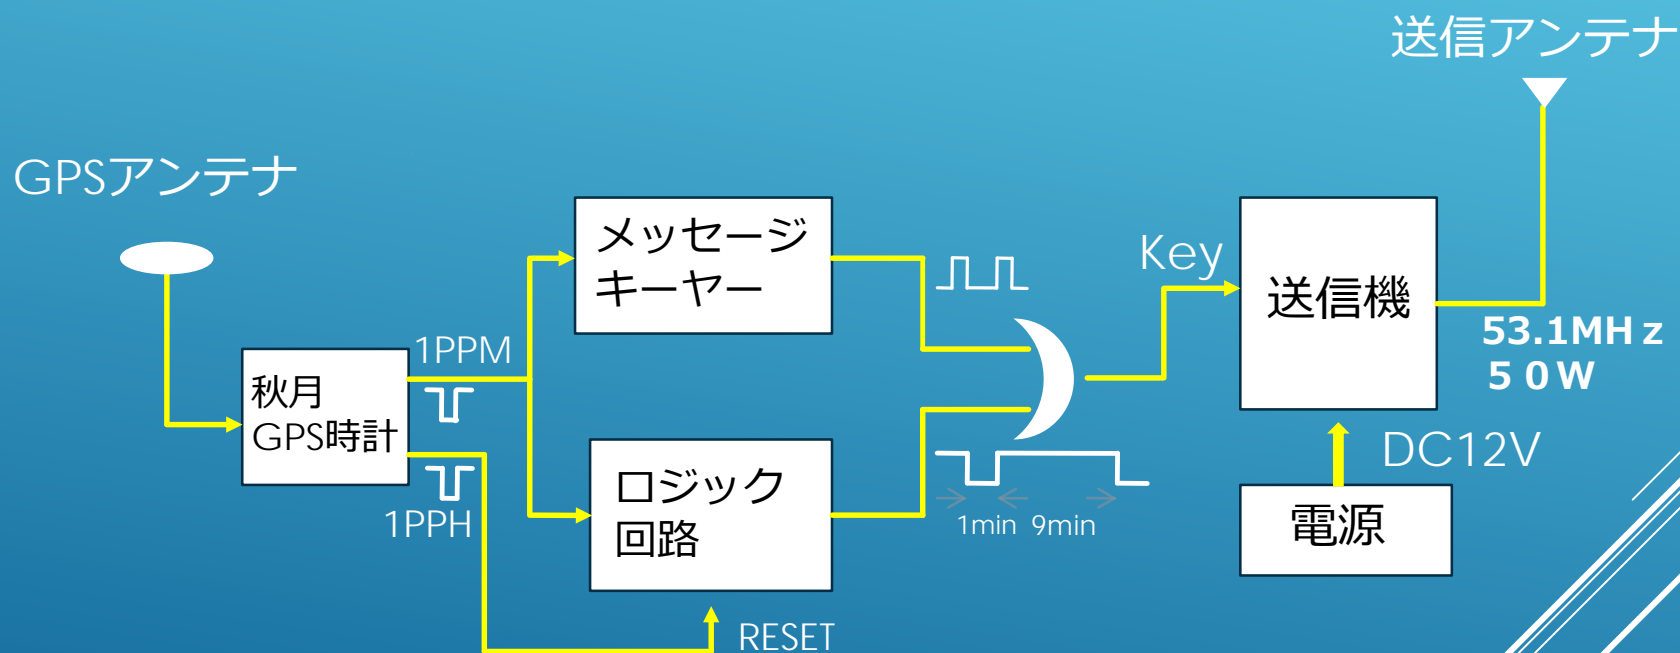 送信アンテナ
GPSアンテナ
メッセージ
キーヤー
Key
送信機
53.1MHz
50W
1PPM
秋月
GPS時計
1PPH
ロジック
回路
1min 9min
DC12V
電源
RESET